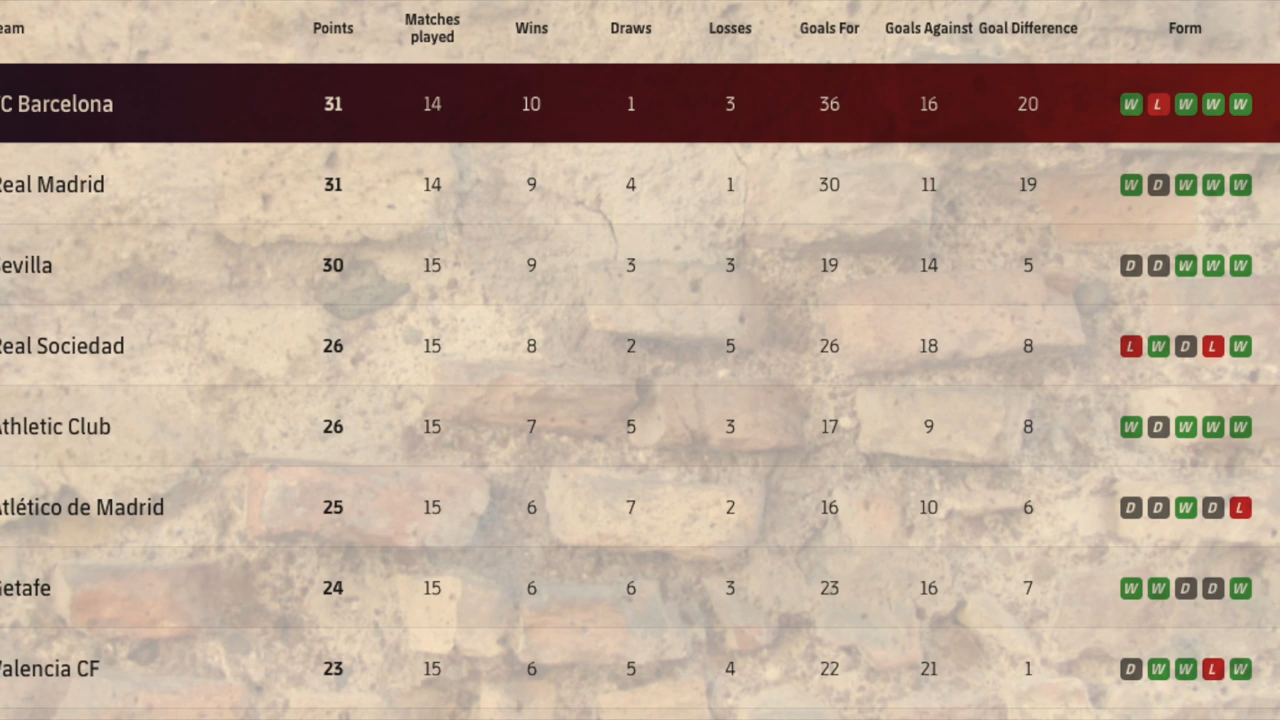 eam Points Matches played Wins Draws Losses Goals For Goals Against Goal Difference Form
C Barcelona 31 14 10 1 3 36 16 20 W L W W W
Real Madrid 31 14 9 4 1 30 11 19 W D W W W
evilla 30 15 9 3 3 19 14 5 D D W W W
Real Sociedad 26 15 8 2 5 26 18 8 L W D L W
Athletic Club 26 15 7 5 3 17 9 8 W D W W W
Atlético de Madrid 25 15 6 7 2 16 10 6 D D W D L
Getafe 24 15 6 6 3 23 16 7 W W D D W
Valencia CF 23 15 6 5 4 22 21 1 D W W L W